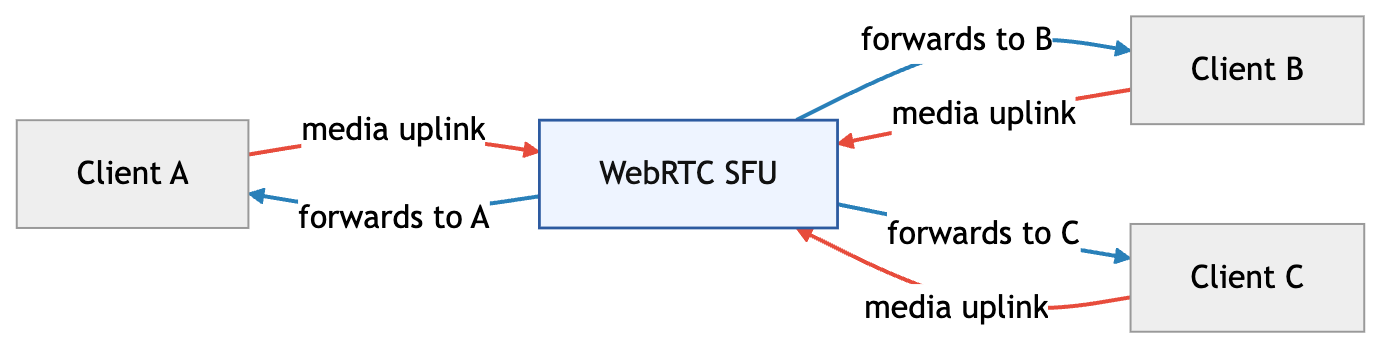 forwards to B
Client B
media uplink
media uplink
Client A
WebRTC SFU
forwards to A
forwards to C
Client C
media uplink